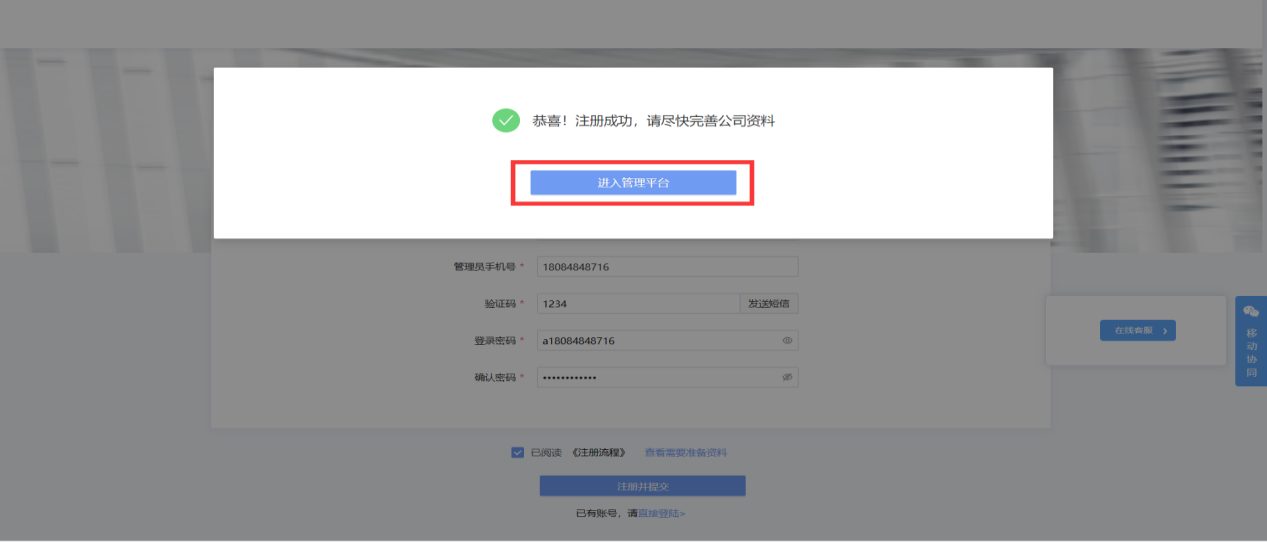 恭喜！注册成功，请尽快完善公司资料
进入管理平台
管理员手机号 * 18084848716
验证码 * 1234 发送短信
登录密码 * a18084848716
确认密码 * ••••••••••••
在线客服 ›
移动协同
已阅读 《注册流程》 查看需要准备资料
注册并提交
已有账号，请直接登陆»